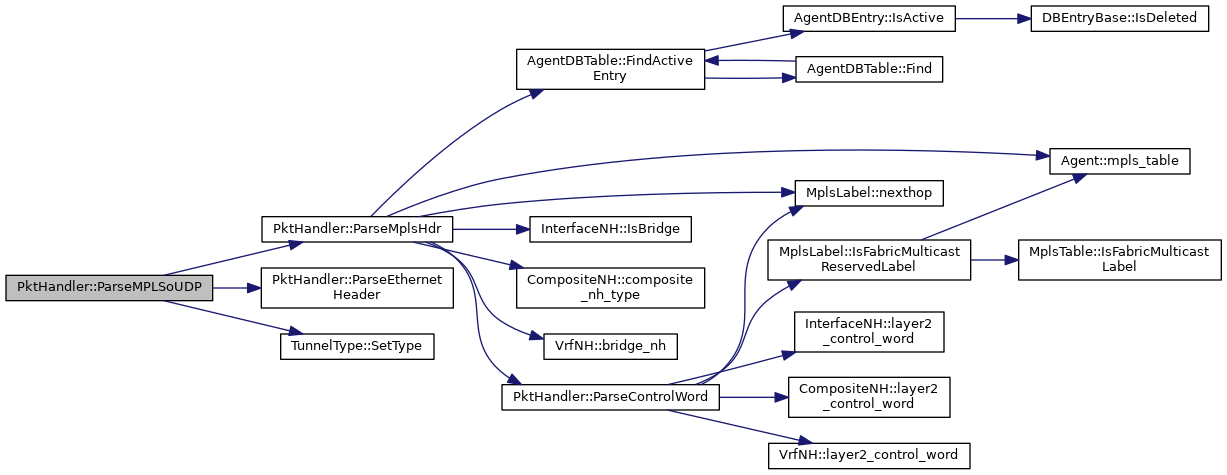 PktHandler::ParseMPLSoUDP
PktHandler::ParseMplsHdr
PktHandler::ParseEthernet
Header
TunnelType::SetType
AgentDBTable::FindActive
Entry
InterfaceNH::IsBridge
CompositeNH::composite
_nh_type
VrfNH::bridge_nh
PktHandler::ParseControlWord
AgentDBEntry::IsActive
AgentDBTable::Find
MplsLabel::nexthop
MplsLabel::IsFabricMulticast
ReservedLabel
InterfaceNH::layer2
_control_word
CompositeNH::layer2
_control_word
VrfNH::layer2_control_word
DBEntryBase::IsDeleted
Agent::mpls_table
MplsTable::IsFabricMulticast
Label